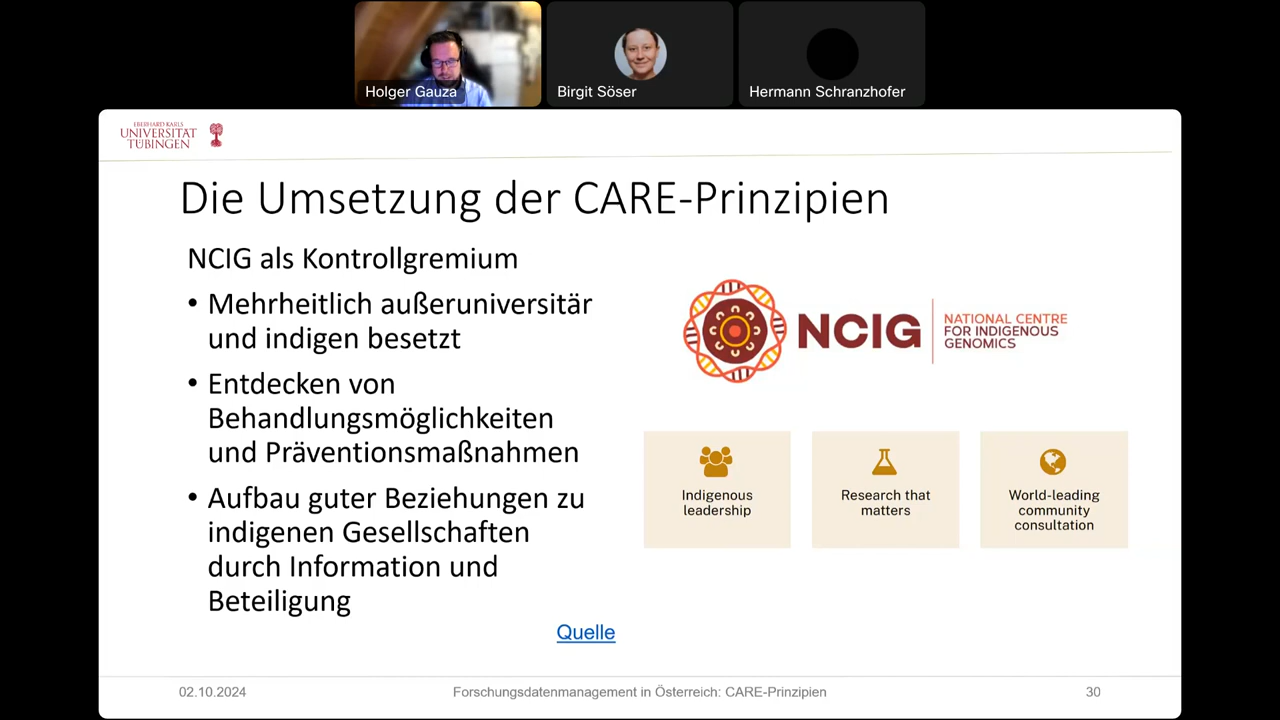 Holger Gauza
Birgit Söser
Hermann Schranzhofer
EBERHARD KARLS
UNIVERSITÄT
TÜBINGEN
Die Umsetzung der CARE-Prinzipien
NCIG als Kontrollgremium
• Mehrheitlich außeruniversitär
und indigen besetzt
• Entdecken von
Behandlungsmöglichkeiten
und Präventionsmaßnahmen
• Aufbau guter Beziehungen zu
indigenen Gesellschaften
durch Information und
Beteiligung
Quelle
NCIG
NATIONAL CENTRE
FOR INDIGENOUS
GENOMICS
Indigenous
leadership
Research that
matters
World-leading
community
consultation
02.10.2024
Forschungsdatenmanagement in Österreich: CARE-Prinzipien
30